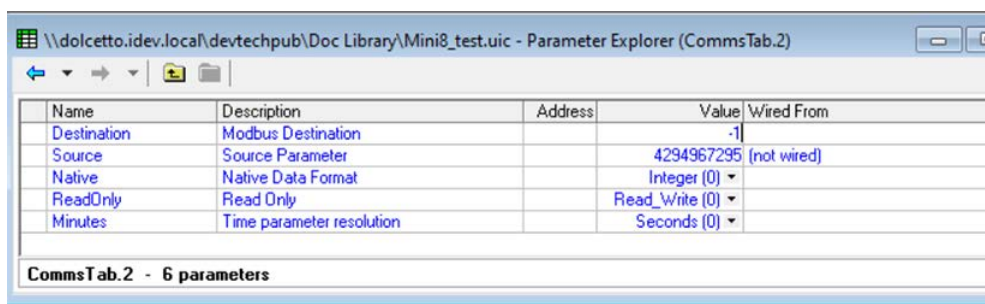 \\dolcetto.idev.local\devtechpub\Doc Library\Mini8_test.uic - Parameter Explorer (CommsTab.2)
Name Description Address Value Wired From
Destination Modbus Destination -1
Source Source Parameter 4294967295 (not wired)
Native Native Data Format Integer (0)
ReadOnly Read Only Read_Write (0)
Minutes Time parameter resolution Seconds (0)
CommsTab.2 - 6 parameters